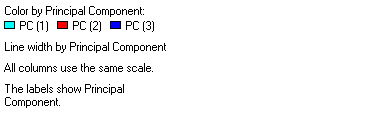 Color by Principal Component:
PC (1) PC (2) PC (3)
Line width by Principal Component
All columns use the same scale.
The labels show Principal
Component.